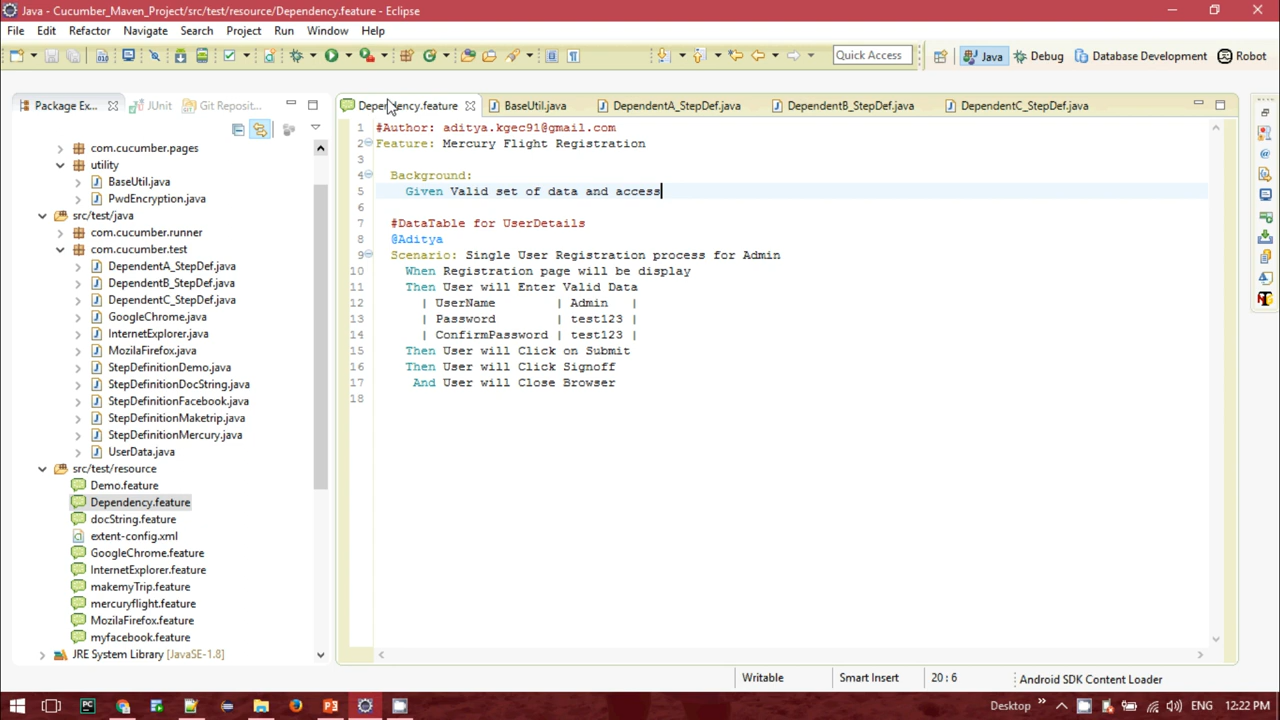 Java - Cucumber_Maven_Project/src/test/resource/Dependency.feature - Eclipse
File Edit Refactory Navigate Search Project Run Window Help
Quick Access Java Debug Database Development Robot
Package Ex... JUnit Git Reposit...
Dependency.feature BaseUtil.java DependentA_StepDef.java DependentB_StepDef.java DependentC_StepDef.java
com.cucumber.pages
utility
BaseUtil.java
PwdEncryption.java
src/test/java
com.cucumber.runner
com.cucumber.test
DependentA_StepDef.java
DependentB_StepDef.java
DependentC_StepDef.java
GoogleChrome.java
InternetExplorer.java
MozilaFirefox.java
StepDefinitionDemo.java
StepDefinitionDocString.java
StepDefinitionFacebook.java
StepDefinitionMaketrip.java
StepDefinitionMercury.java
UserData.java
src/test/resource
Demo.feature
Dependency.feature
docString.feature
extent-config.xml
GoogleChrome.feature
InternetExplorer.feature
makemyTrip.feature
mercuryflight.feature
MozilaFirefox.feature
myfacebook.feature
JRE System Library [JavaSE-1.8]
1 #Author: aditya.kgec91@gmail.com
2 Feature: Mercury Flight Registration
3
4 Background:
5 Given Valid set of data and access
6
7 #DataTable for UserDetails
8 @Aditya
9 Scenario: Single User Registration process for Admin
10 When Registration page will be display
11 Then User will Enter Valid Data
12 | UserName | Admin |
13 | Password | test123 |
14 | ConfirmPassword | test123 |
15 Then User will Click on Submit
16 Then User will Click Signoff
17 And User will Close Browser
18
Writable Smart Insert 20 : 6 Android SDK Content Loader
Desktop ENG 12:22 PM